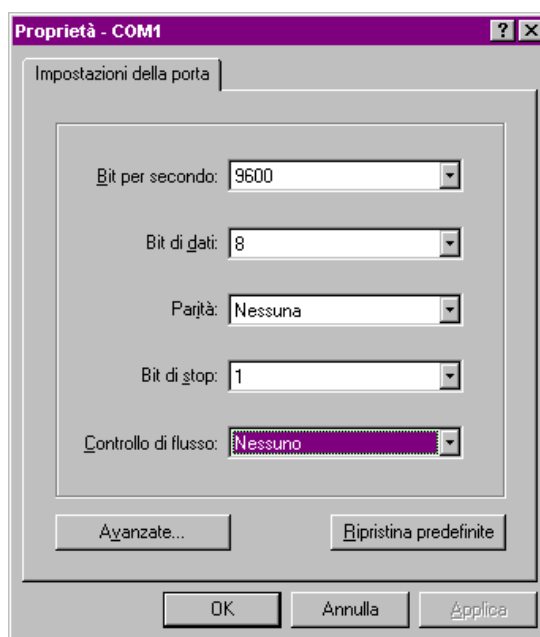 Proprietà - COM1
Impostazioni della porta
Bit per secondo: 9600
Bit di dati: 8
Parità: Nessuna
Bit di stop: 1
Controllo di flusso: Nessuno
Avanzate... Ripristina predefinite
OK Annulla Applica